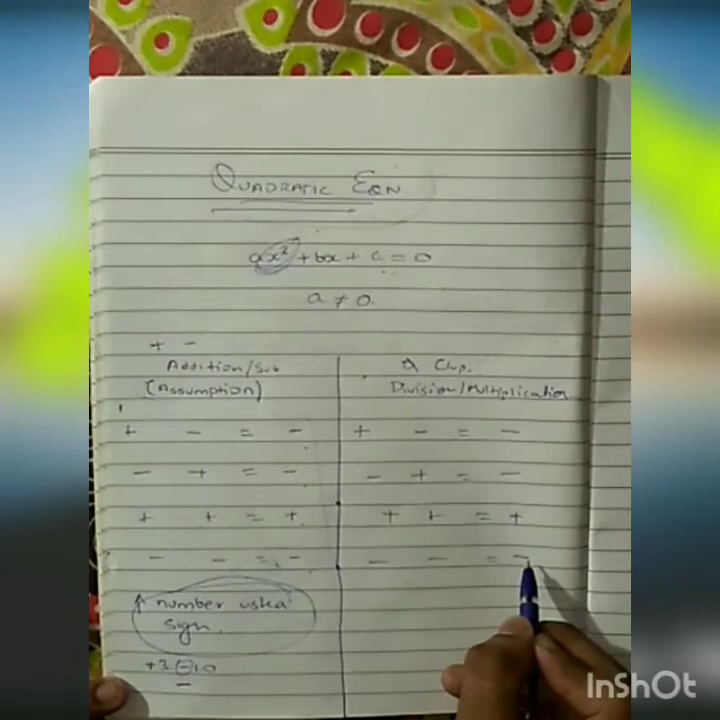 QUADRATIC EQN
ax² + bx + c = 0
a ≠ 0.
+ -
Addition/Sub
(Assumption)
+ - = -
- + = -
+ + = +
- - = -
↑ number uska
sign.
+3 - 10
-
Division/Multiplication
+ - = -
- + = -
+ + = +
- - = -
InShOt